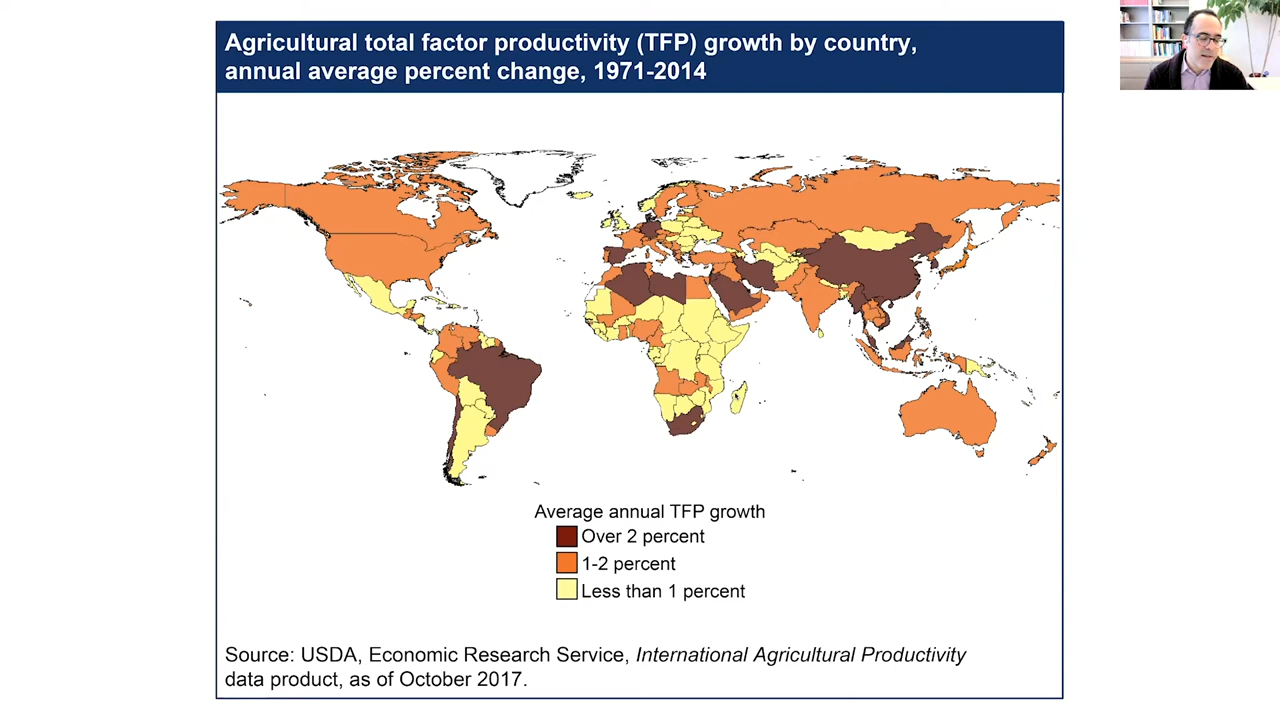 Agricultural total factor productivity (TFP) growth by country,
annual average percent change, 1971-2014
Average annual TFP growth
Over 2 percent
1-2 percent
Less than 1 percent
Source: USDA, Economic Research Service, International Agricultural Productivity
data product, as of October 2017.